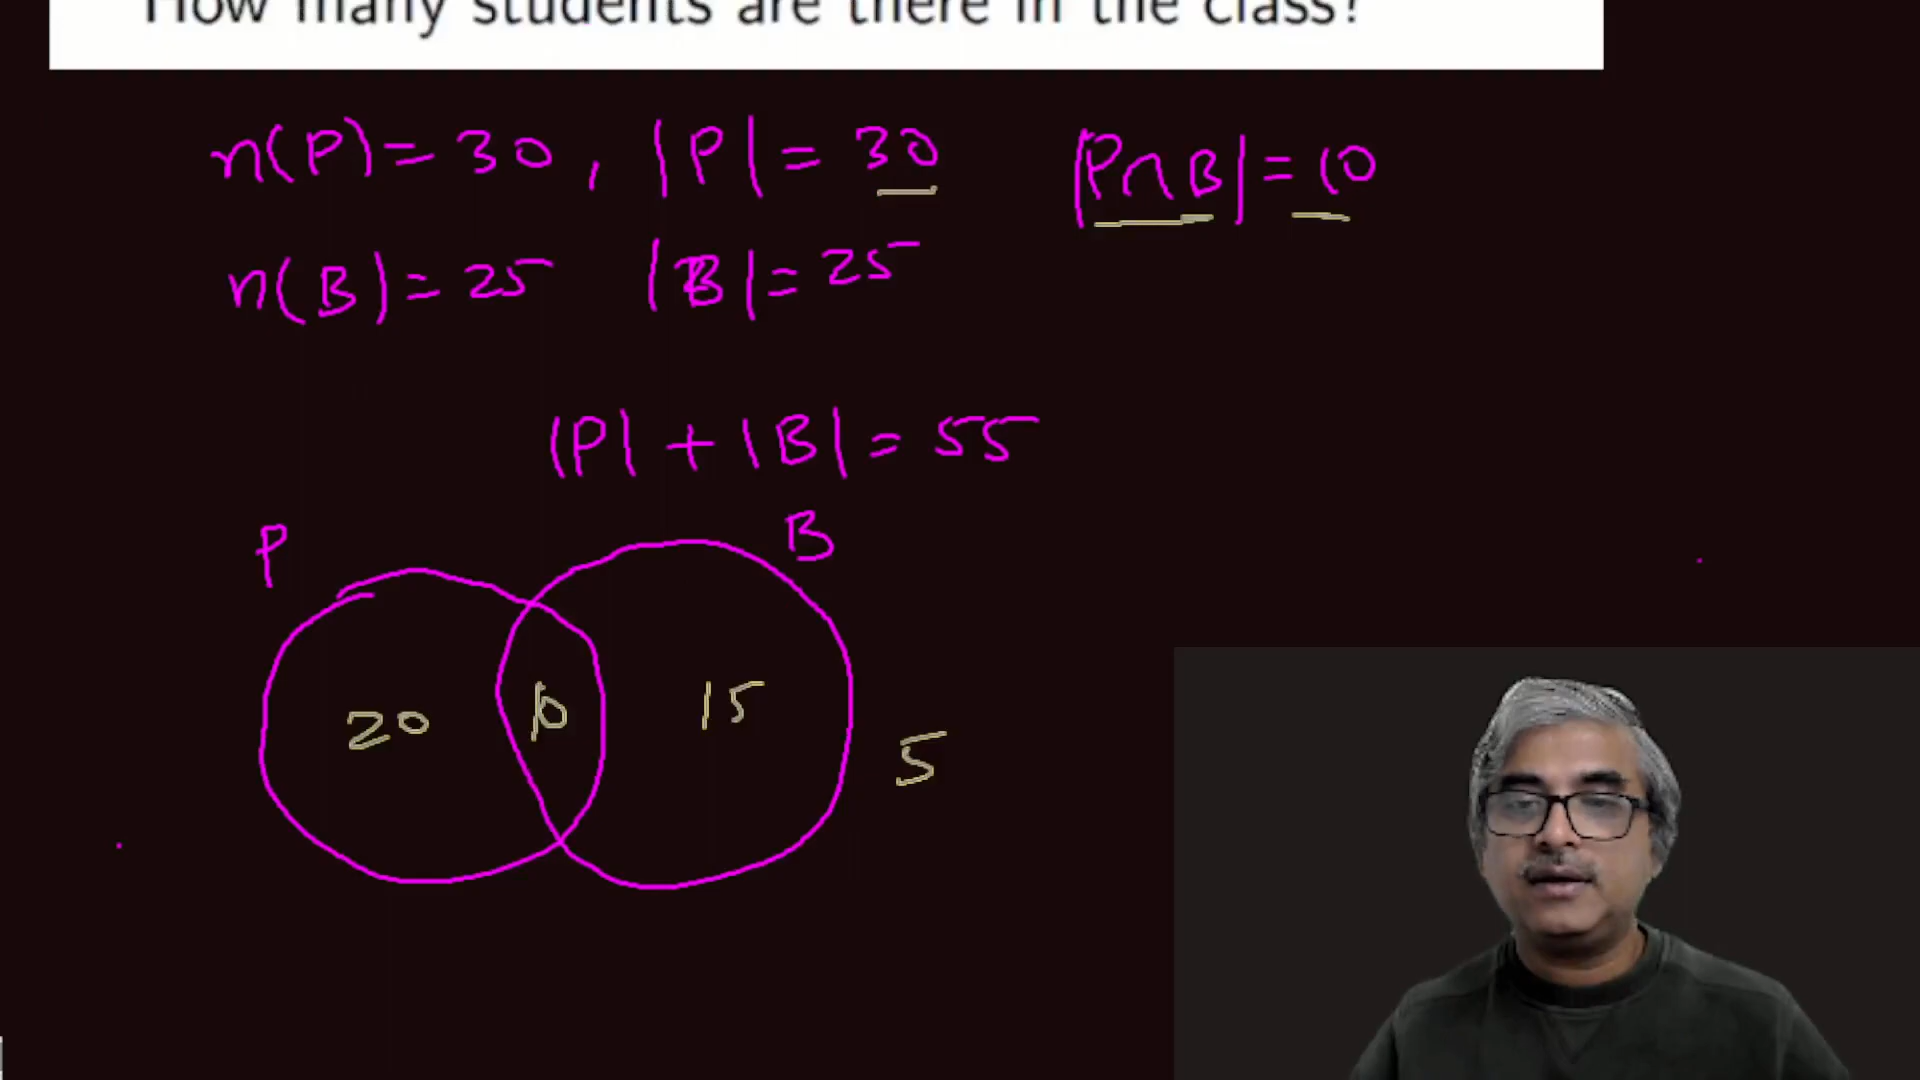 How many students are there in the class?
n(P) = 30 , |P| = 30 |P∩B| = 10
n(B) = 25 |B| = 25
|P| + |B| = 55
P B
20 10 15 5